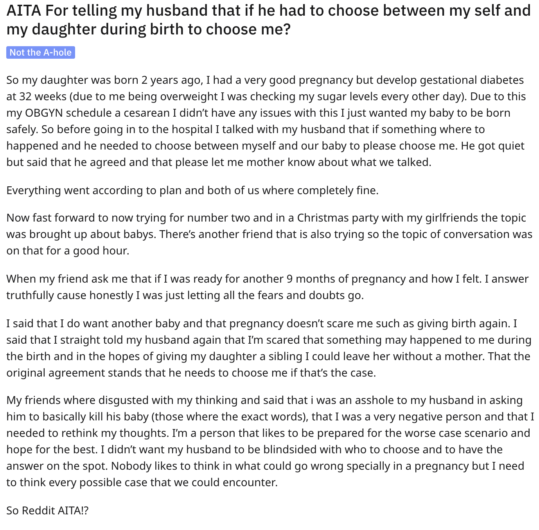 AITA For telling my husband that if he had to choose between my self and
my daughter during birth to choose me?
Not the A-hole
So my daughter was born 2 years ago, I had a very good pregnancy but develop gestational diabetes
at 32 weeks (due to me being overweight I was checking my sugar levels every other day). Due to this
my OBGYN schedule a cesarean I didn't have any issues with this I just wanted my baby to be born
safely. So before going in to the hospital I talked with my husband that if something where to
happened and he needed to choose between myself and our baby to please choose me. He got quiet
but said that he agreed and that please let me mother know about what we talked.
Everything went according to plan and both of us where completely fine.
Now fast forward to now trying for number two and in a Christmas party with my girlfriends the topic
was brought up about babys. There's another friend that is also trying so the topic of conversation was
on that for a good hour.
When my friend ask me that if I was ready for another 9 months of pregnancy and how I felt. I answer
truthfully cause honestly I was just letting all the fears and doubts go.
I said that I do want another baby and that pregnancy doesn't scare me such as giving birth again. I
said that I straight told my husband again that I'm scared that something may happened to me during
the birth and in the hopes of giving my daughter a sibling I could leave her without a mother. That the
original agreement stands that he needs to choose me if that's the case.
My friends where disgusted with my thinking and said that i was an asshole to my husband in asking
him to basically kill his baby (those where the exact words), that I was a very negative person and that I
needed to rethink my thoughts. I'm a person that likes to be prepared for the worse case scenario and
hope for the best. I didn't want my husband to be blindsided with who to choose and to have the
answer on the spot. Nobody likes to think in what could go wrong specially in a pregnancy but I need
to think every possible case that we could encounter.
So Reddit AITA!?